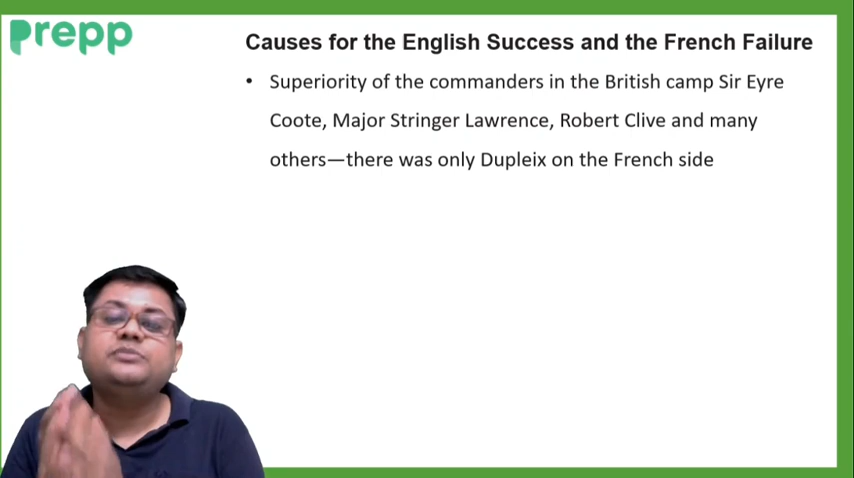 prepp
Causes for the English Success and the French Failure
• Superiority of the commanders in the British camp Sir Eyre
Coote, Major Stringer Lawrence, Robert Clive and many
others—there was only Dupleix on the French side